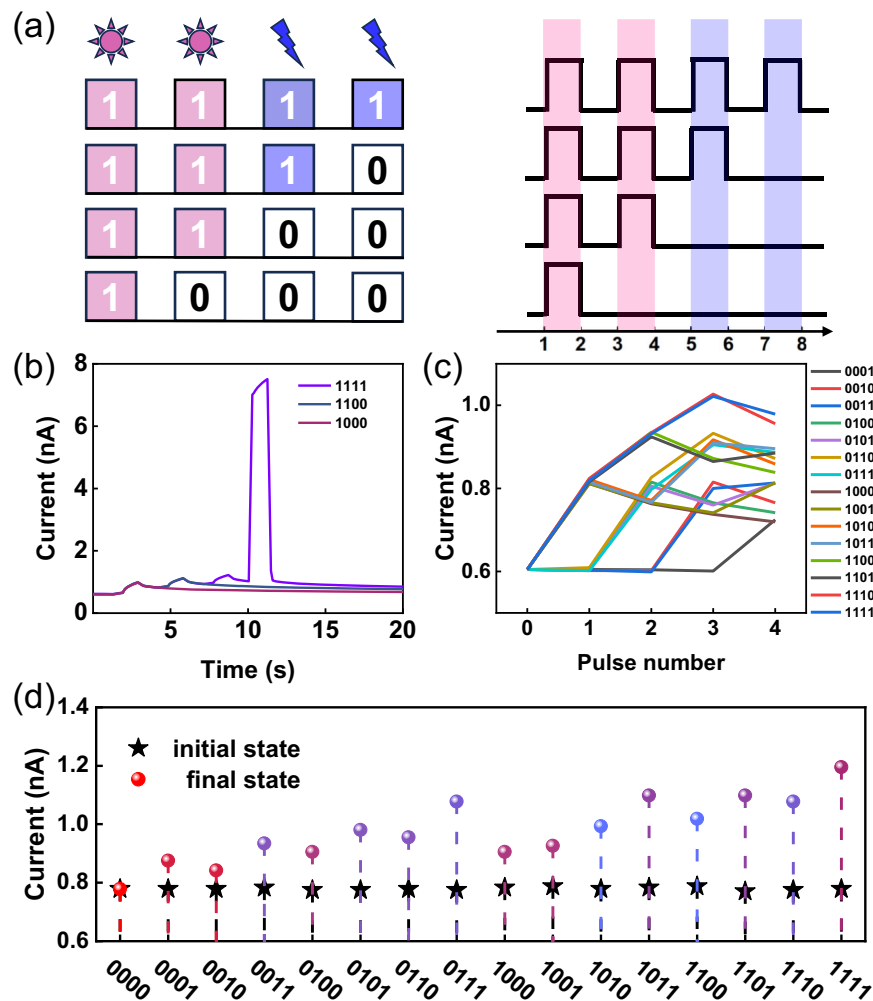 (a)
1 1 1 1
1 1 1 0
1 1 0 0
1 0 0 0
1 2 3 4 5 6 7 8
(b)
8
6
4
2
0
Current (nA)
1111
1100
1000
5 10 15 20
Time (s)
(c)
1.0
0.8
0.6
Current (nA)
0 1 2 3 4
Pulse number
0001
0010
0011
0100
0101
0110
0111
1000
1001
1010
1011
1100
1101
1110
1111
(d)
1.4
1.2
1.0
0.8
0.6
Current (nA)
initial state
final state
0000 0001 0010 0011 0100 0101 0110 0111 1000 1001 1010 1011 1100 1101 1110 1111